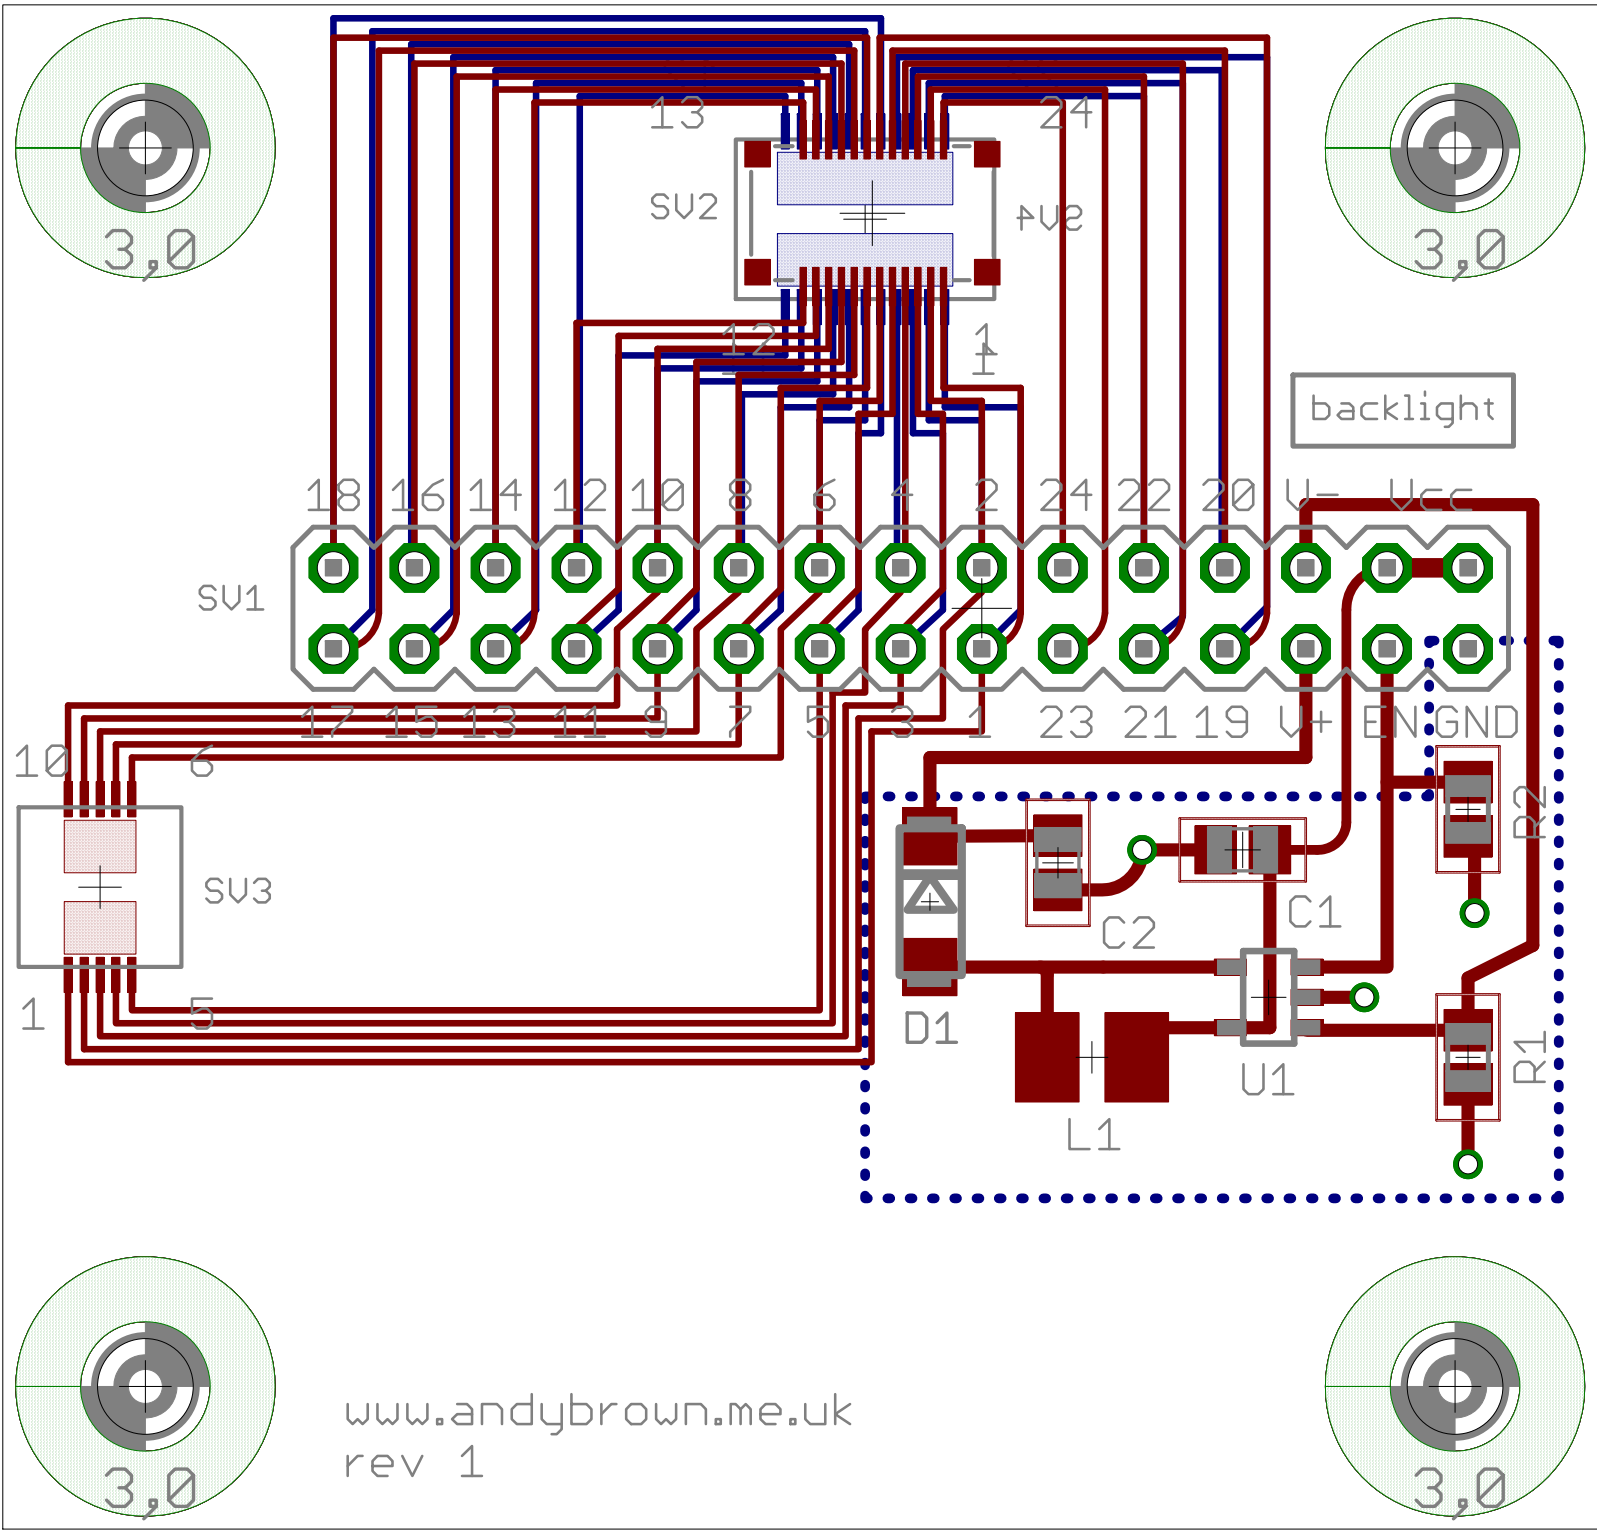 13 24
SV2 SV4
3,0 3,0
12 1
1
backlight
18 16 14 12 10 8 6 4 2 24 22 20 V- Vcc
SV1
17 15 13 11 9 7 5 3 1 23 21 19 V+ EN GND
10 6
R2
SV3
C2 C1
1 5
D1
U1
R1
L1
www.andybrown.me.uk
rev 1
3,0 3,0